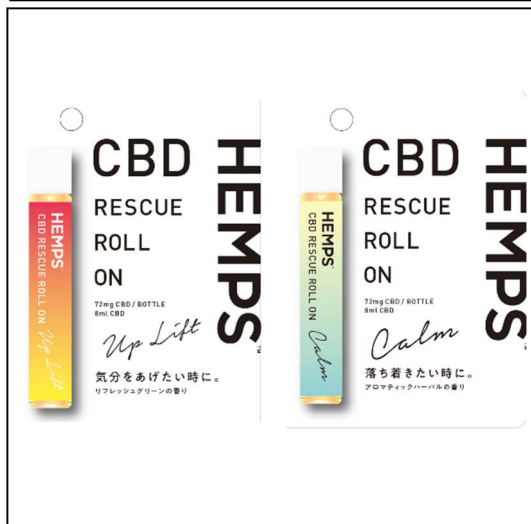 CBD
RESCUE
ROLL
ON
72mg CBD / BOTTLE
8ml CBD
Up Lift
気分をあげたい時に。
リフレッシュグリーンの香り
HEMPS
HEMPS
CBD RESCUE ROLL ON
Up Lift
CBD
RESCUE
ROLL
ON
72mg CBD / BOTTLE
8ml CBD
Calm
落ち着きたい時に。
アロマティックハーバルの香り
HEMPS
HEMPS
CBD RESCUE ROLL ON
Calm